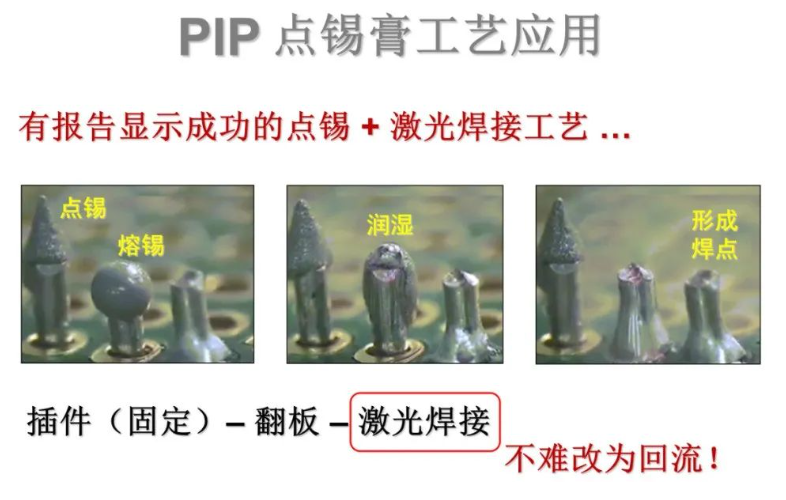 PIP 点锡膏工艺应用
有报告显示成功的点锡 + 激光焊接工艺 ...
点锡
熔锡
润湿
形成
焊点
插件（固定）– 翻板 – 激光焊接
不难改为回流！